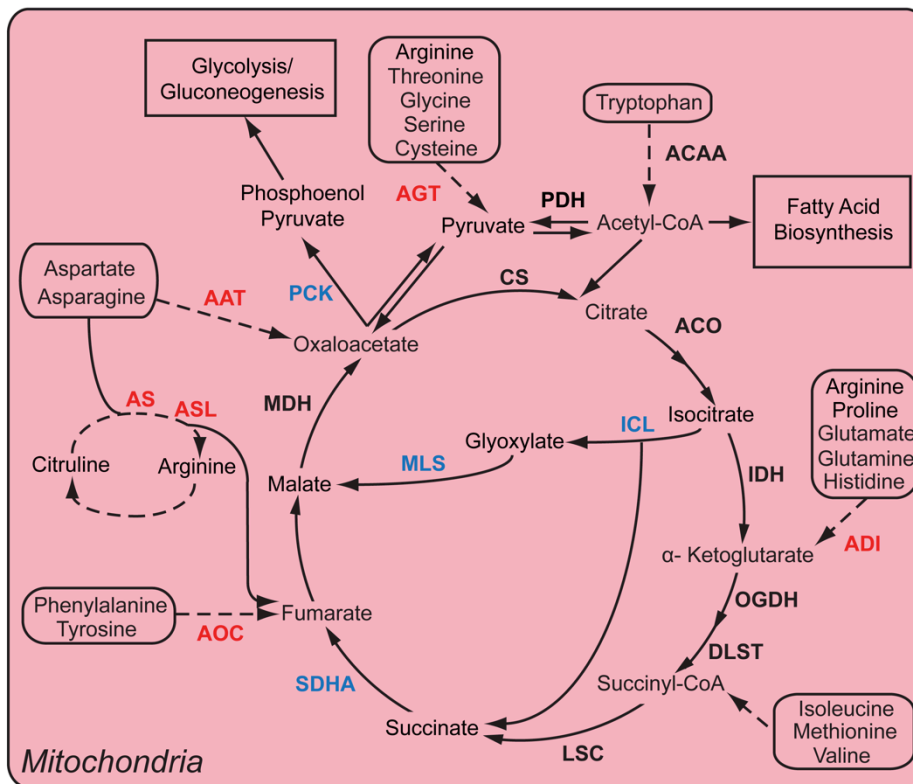 Glycolysis/
Gluconeogenesis
Arginine
Threonine
Glycine
Serine
Cysteine
Tryptophan
ACAA
Phosphoenol
Pyruvate
AGT
Pyruvate
PDH
Acetyl-CoA
Fatty Acid
Biosynthesis
Aspartate
Asparagine
AAT
PCK
CS
Citrate
Oxaloacetate
ACO
MDH
AS
ASL
Citruline
Arginine
Isocitrate
ICL
Glyoxylate
MLS
Malate
IDH
Arginine
Proline
Glutamate
Glutamine
Histidine
α- Ketoglutarate
ADI
OGDH
DLST
Phenylalanine
Tyrosine
AOC
Fumarate
SDHA
Succinyl-CoA
Succinate
LSC
Isoleucine
Methionine
Valine
Mitochondria